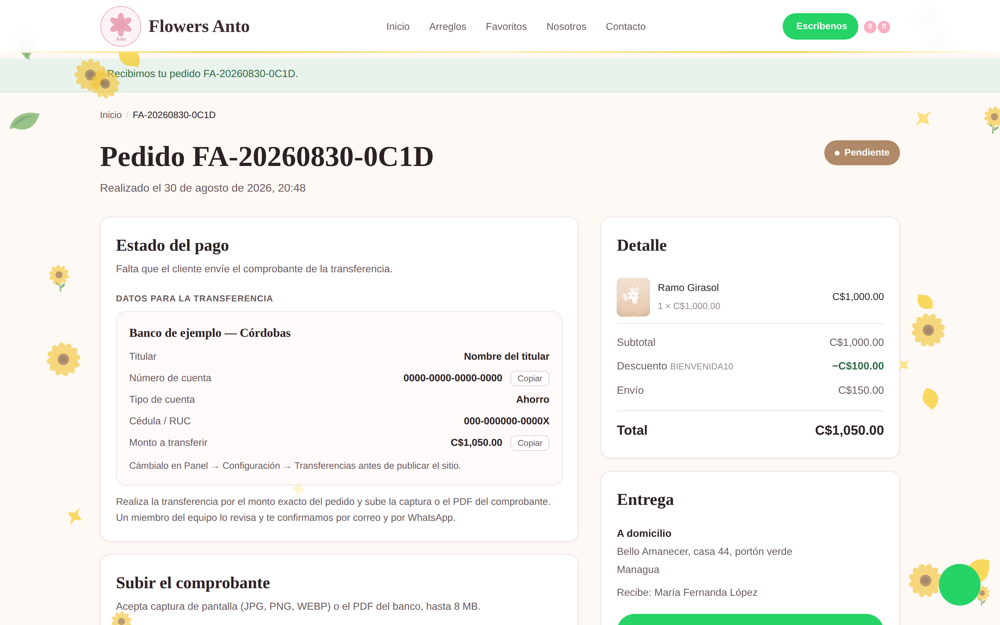 Anto
Flowers Anto
Inicio
Arreglos
Favoritos
Nosotros
Contacto
Escríbenos
0
0
Recibimos tu pedido FA-20260830-0C1D.
Inicio / FA-20260830-0C1D
Pedido FA-20260830-0C1D
Pendiente
Realizado el 30 de agosto de 2026, 20:48
Estado del pago
Falta que el cliente envíe el comprobante de la transferencia.
DATOS PARA LA TRANSFERENCIA
Banco de ejemplo — Córdobas
Titular Nombre del titular
Número de cuenta 0000-0000-0000-0000 Copiar
Tipo de cuenta Ahorro
Cédula / RUC 000-000000-0000X
Monto a transferir C$1,050.00 Copiar
Cámbialo en Panel → Configuración → Transferencias antes de publicar el sitio.
Realiza la transferencia por el monto exacto del pedido y sube la captura o el PDF del comprobante.
Un miembro del equipo lo revisa y te confirmamos por correo y por WhatsApp.
Subir el comprobante
Acepta captura de pantalla (JPG, PNG, WEBP) o el PDF del banco, hasta 8 MB.
Detalle
Ramo Girasol
1 × C$1,000.00
C$1,000.00
Subtotal C$1,000.00
Descuento BIENVENIDA10 −C$100.00
Envío C$150.00
Total C$1,050.00
Entrega
A domicilio
Bello Amanecer, casa 44, portón verde
Managua
Recibe: María Fernanda López